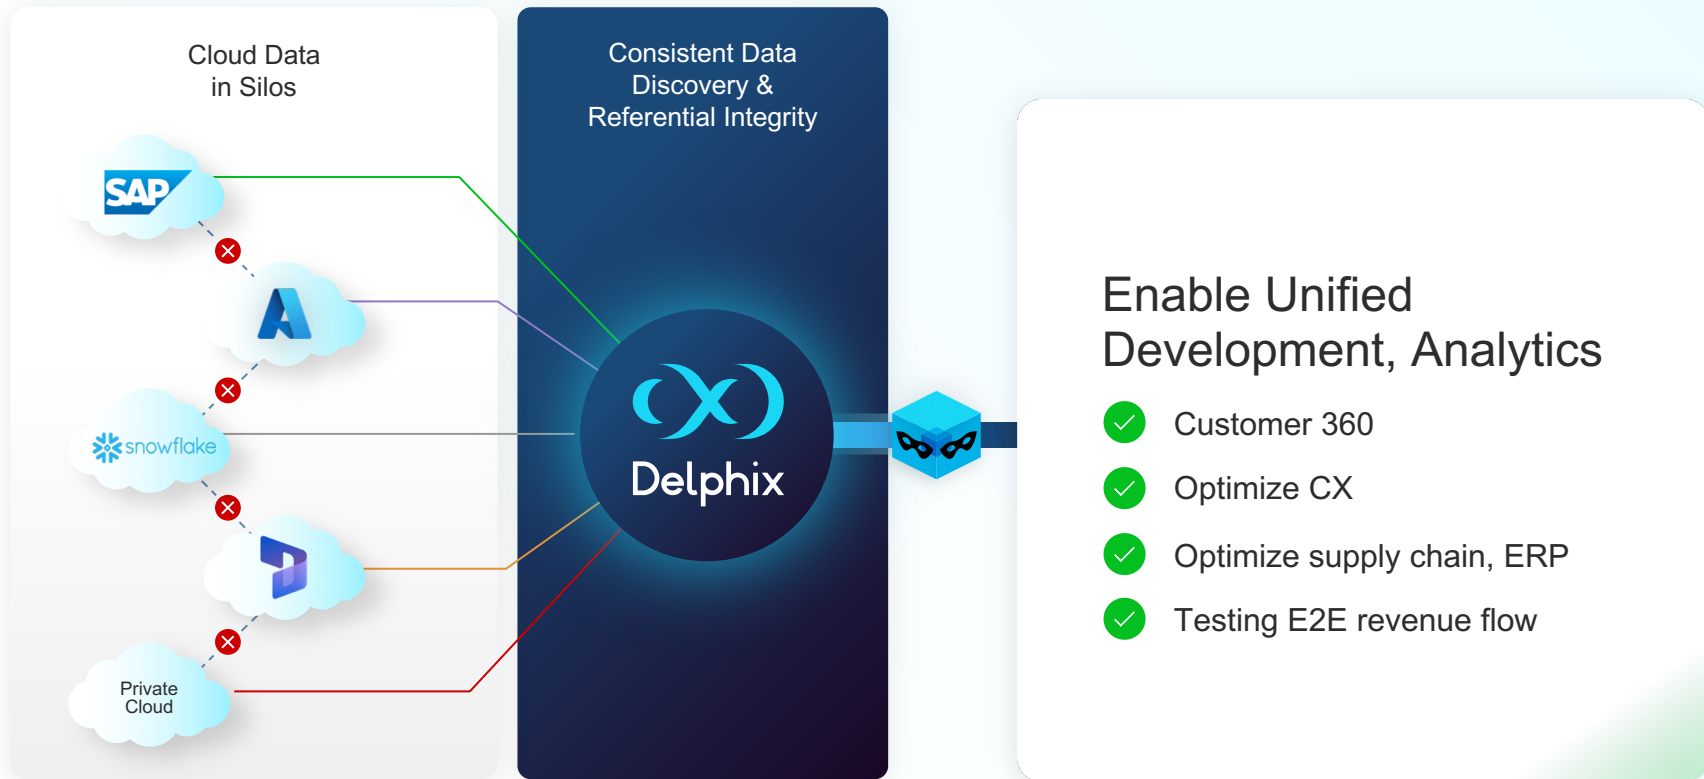 Cloud Data
in Silos
SAP
snowflake
Private
Cloud
Consistent Data
Discovery &
Referential Integrity
Delphix
Enable Unified
Development, Analytics
Customer 360
Optimize CX
Optimize supply chain, ERP
Testing E2E revenue flow